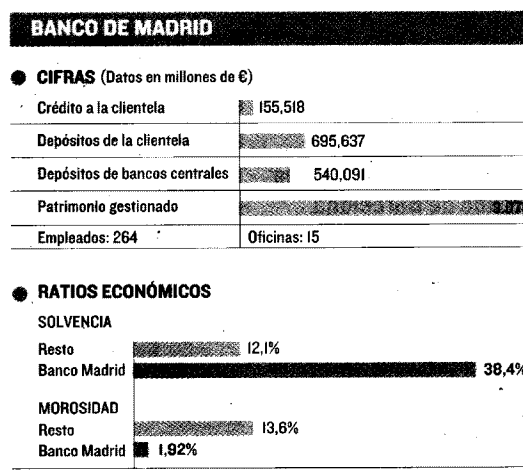 BANCO DE MADRID
CIFRAS (Datos en millones de €)
Crédito a la clientela 155,518
Depósitos de la clientela 695,637
Depósitos de bancos centrales 540,091
Patrimonio gestionado
Empleados: 264 Oficinas: 15
RATIOS ECONÓMICOS
SOLVENCIA
Resto 12,1%
Banco Madrid 38,4%
MOROSIDAD
Resto 13,6%
Banco Madrid 1,92%